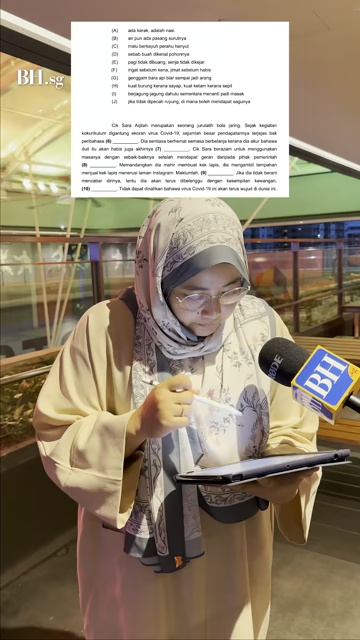 (A) ada kerak, adalah nasi
(B) air pun ada pasang surutnya
(C) malu berkayuh perahu hanyut
(D) sebab buah dikenal pohonnya
(E) pagi tidak dibuang, senja tidak dikejar
(F) ingat sebelum kena, jimat sebelum habis
(G) genggam bara api biar sampai jadi arang
(H) kuat burung kerana sayap, kuat ketam kerana sepit
(I) berjagung-jagung dahulu sementara menanti padi masak
(J) jika tidak dipecah ruyung, di mana boleh mendapat sagunya
Cik Sara Aqilah merupakan seorang jurulatih bola jaring. Sejak kegiatan
kokurikulum digantung ekoran virus Covid-19, sejumlah besar pendapatannya terjejas bak
peribahasa (6) ________. Dia sentiasa berhemat semasa berbelanja kerana dia akur bahawa
duit itu akan habis juga akhirnya (7) ________. Cik Sara berazam untuk menggunakan
masanya dengan sebaik-baiknya setelah mendapat geran daripada pihak pemerintah
(8) ________. Memandangkan dia mahir membuat kek lapis, dia mengambil tempahan
menjual kek lapis menerusi laman Instagram. Maklumlah, (9) ________. Jika dia tidak berani
mencabar dirinya, tentu dia akan terus dibelenggu dengan kesempitan kewangan,
(10) ________. Tidak dapat dinafikan bahawa virus Covid-19 ini akan terus wujud di dunia ini.
BH.sg
BH